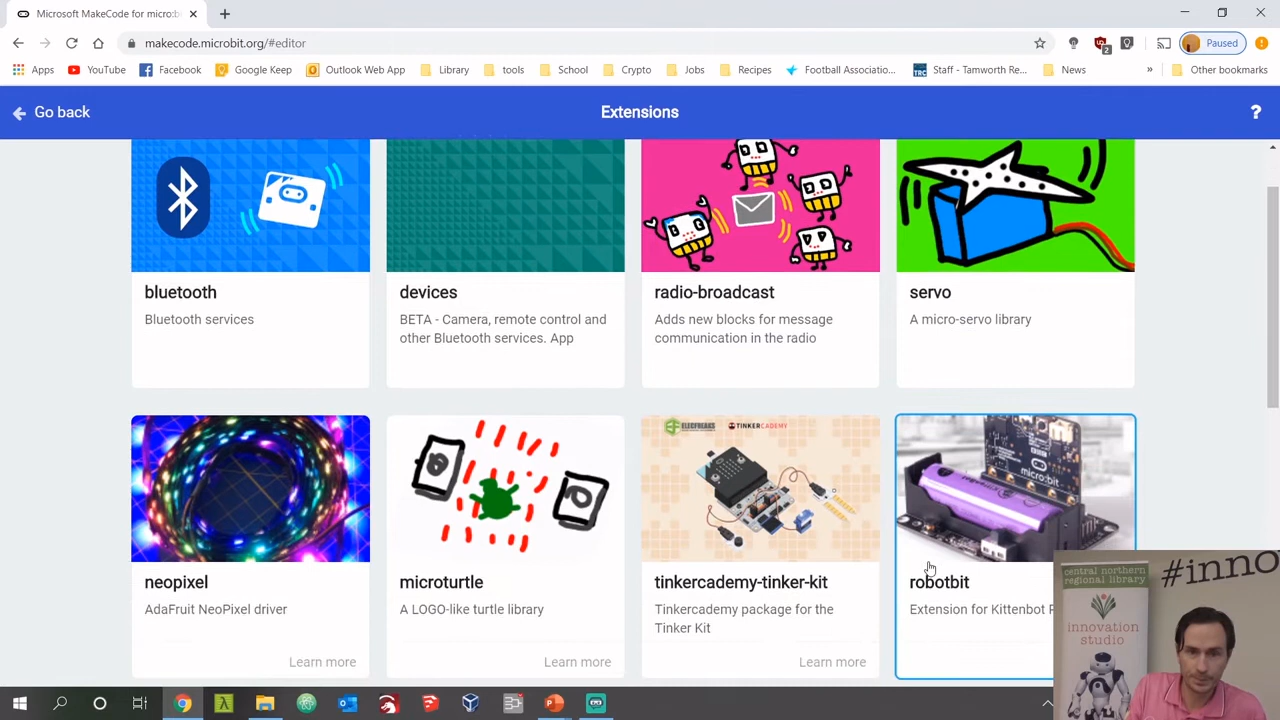 Microsoft MakeCode for micro:b
makecode.microbit.org/#editor
2
Paused
Apps
YouTube
Facebook
Google Keep
Outlook Web App
Library
tools
School
Crypto
Jobs
Recipes
Football Associatio...
TRC
Staff - Tamworth Re...
News
»
Other bookmarks
Go back
Extensions
?
bluetooth
Bluetooth services
devices
BETA - Camera, remote control and
other Bluetooth services. App
radio-broadcast
Adds new blocks for message
communication in the radio
servo
A micro-servo library
ELECFREAKS
TINKERCADEMY
micro:bit
neopixel
AdaFruit NeoPixel driver
Learn more
microturtle
A LOGO-like turtle library
Learn more
tinkercademy-tinker-kit
Tinkercademy package for the
Tinker Kit
Learn more
robotbit
Extension for Kittenbot
#inno
central northern
regional library
innovation
studio